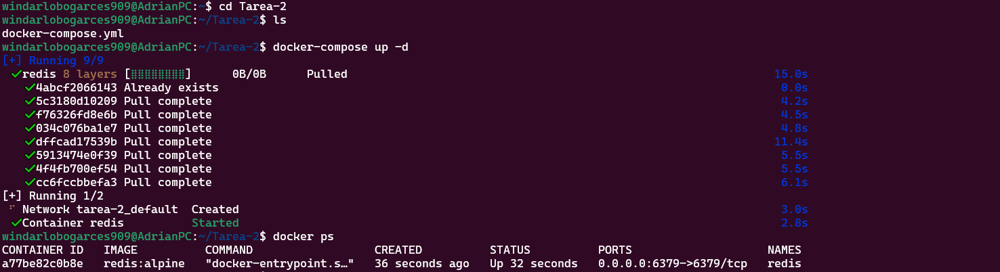 windarlobogarces909@AdrianPC:~$ cd Tarea-2
windarlobogarces909@AdrianPC:~/Tarea-2$ ls
docker-compose.yml
windarlobogarces909@AdrianPC:~/Tarea-2$ docker-compose up -d
[+] Running 9/9
✔redis 8 layers [⣿⣿⣿⣿⣿⣿⣿⣿] 0B/0B Pulled 15.0s
✔4abcf2066143 Already exists 0.0s
✔5c3180d10209 Pull complete 4.2s
✔f76326fd8e6b Pull complete 4.5s
✔034c076ba1e7 Pull complete 4.8s
✔dffcad17539b Pull complete 11.4s
✔5913474e0f39 Pull complete 5.5s
✔4f4fb700ef54 Pull complete 5.5s
✔cc6fccbbefa3 Pull complete 6.1s
[+] Running 1/2
⠋ Network tarea-2_default Created 3.0s
✔Container redis Started 2.8s
windarlobogarces909@AdrianPC:~/Tarea-2$ docker ps
CONTAINER ID IMAGE COMMAND CREATED STATUS PORTS NAMES
a77be82c0b8e redis:alpine "docker-entrypoint.s…" 36 seconds ago Up 32 seconds 0.0.0.0:6379->6379/tcp redis